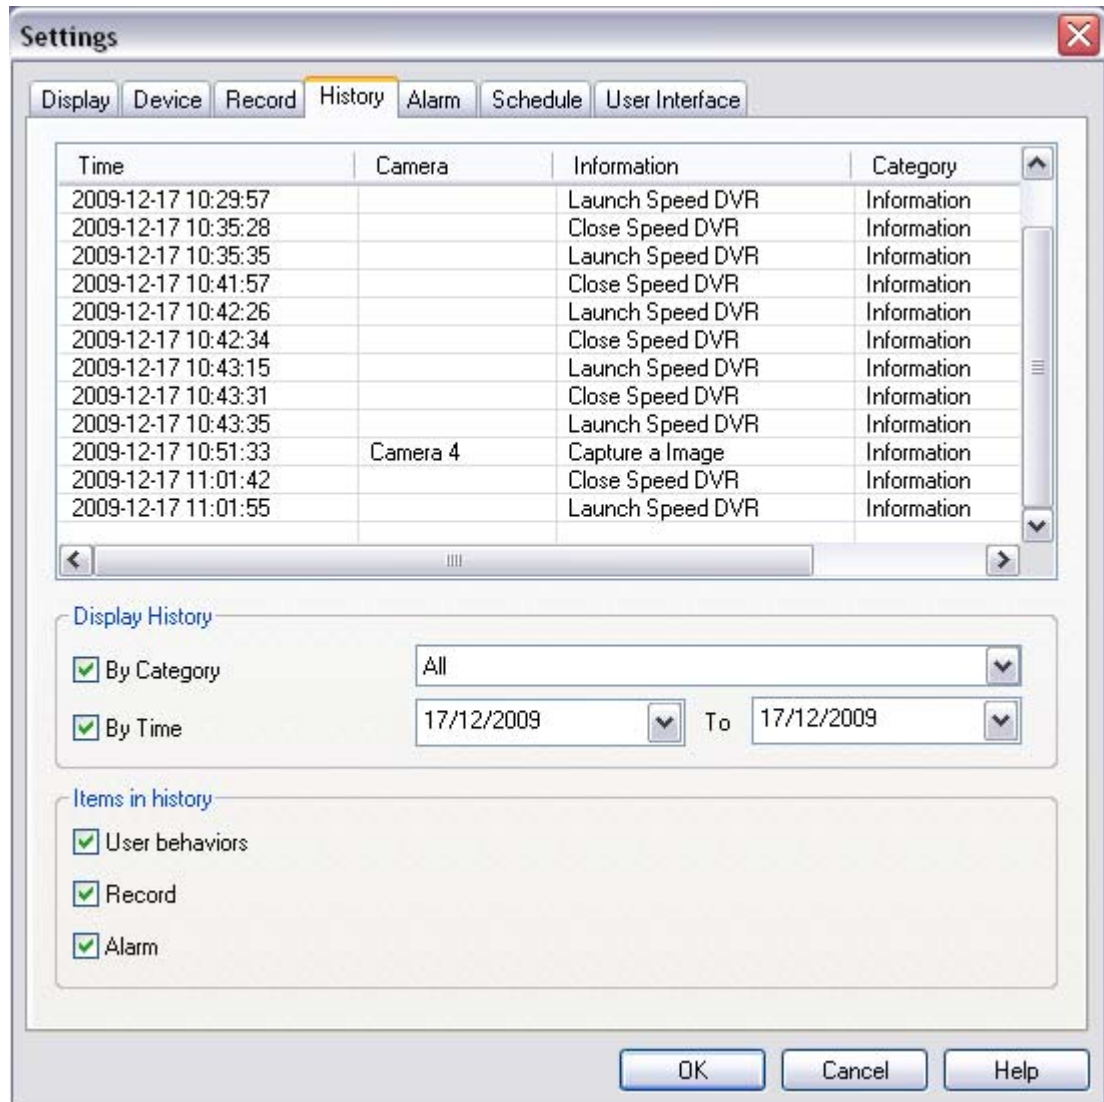 Settings
Display Device Record History Alarm Schedule User Interface
Time Camera Information Category
2009-12-17 10:29:57 Launch Speed DVR Information
2009-12-17 10:35:28 Close Speed DVR Information
2009-12-17 10:35:35 Launch Speed DVR Information
2009-12-17 10:41:57 Close Speed DVR Information
2009-12-17 10:42:26 Launch Speed DVR Information
2009-12-17 10:42:34 Close Speed DVR Information
2009-12-17 10:43:15 Launch Speed DVR Information
2009-12-17 10:43:31 Close Speed DVR Information
2009-12-17 10:43:35 Launch Speed DVR Information
2009-12-17 10:51:33 Camera 4 Capture a Image Information
2009-12-17 11:01:42 Close Speed DVR Information
2009-12-17 11:01:55 Launch Speed DVR Information
Display History
By Category All
By Time 17/12/2009 To 17/12/2009
Items in history
User behaviors
Record
Alarm
OK Cancel Help